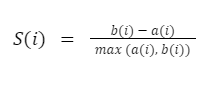 S(i) = b(i) − a(i) / max (a(i), b(i))